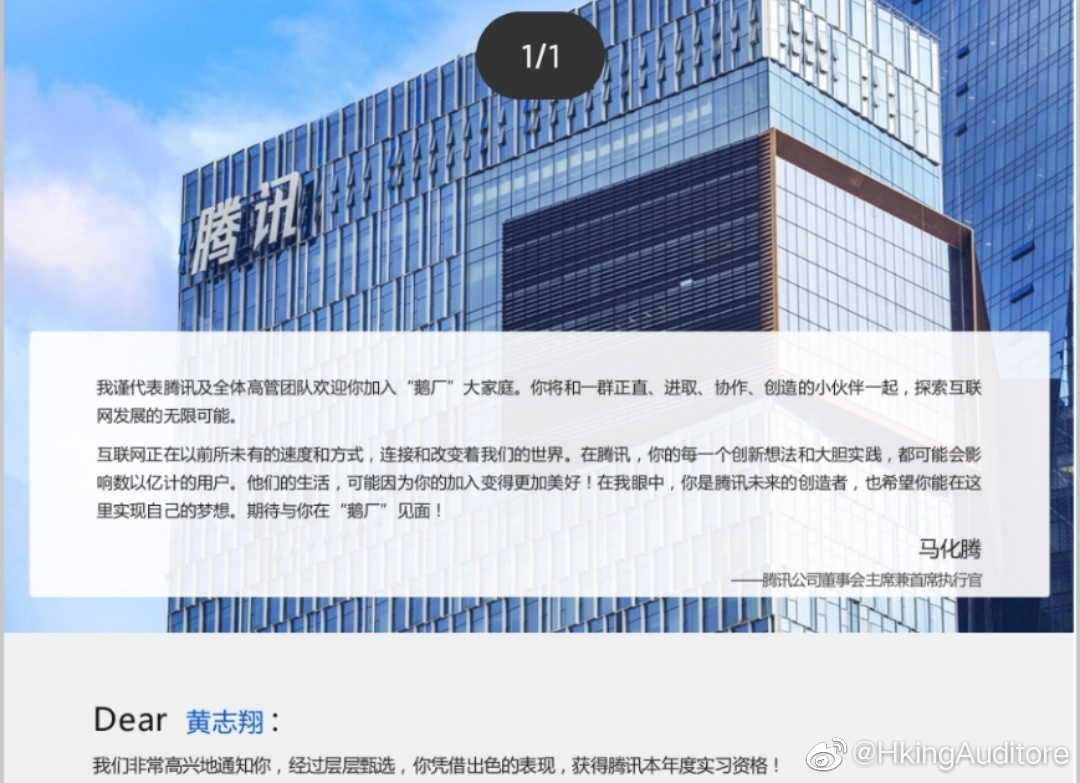 1/1
腾讯
我谨代表腾讯及全体高管团队欢迎你加入“鹅厂”大家庭。你将和一群正直、进取、协作、创造的小伙伴一起，探索互联
网发展的无限可能。
互联网正在以前所未有的速度和方式，连接和改变着我们的世界。在腾讯，你的每一个创新想法和大胆实践，都可能会影
响数以亿计的用户。他们的生活，可能因为你的加入变得更加美好！在我眼中，你是腾讯未来的创造者，也希望你能在这
里实现自己的梦想。期待与你在“鹅厂”见面！
马化腾
——腾讯公司董事会主席兼首席执行官
Dear 黄志翔：
我们非常高兴地通知你，经过层层甄选，你凭借出色的表现，获得腾讯本年度实习资格！
@HkingAuditore